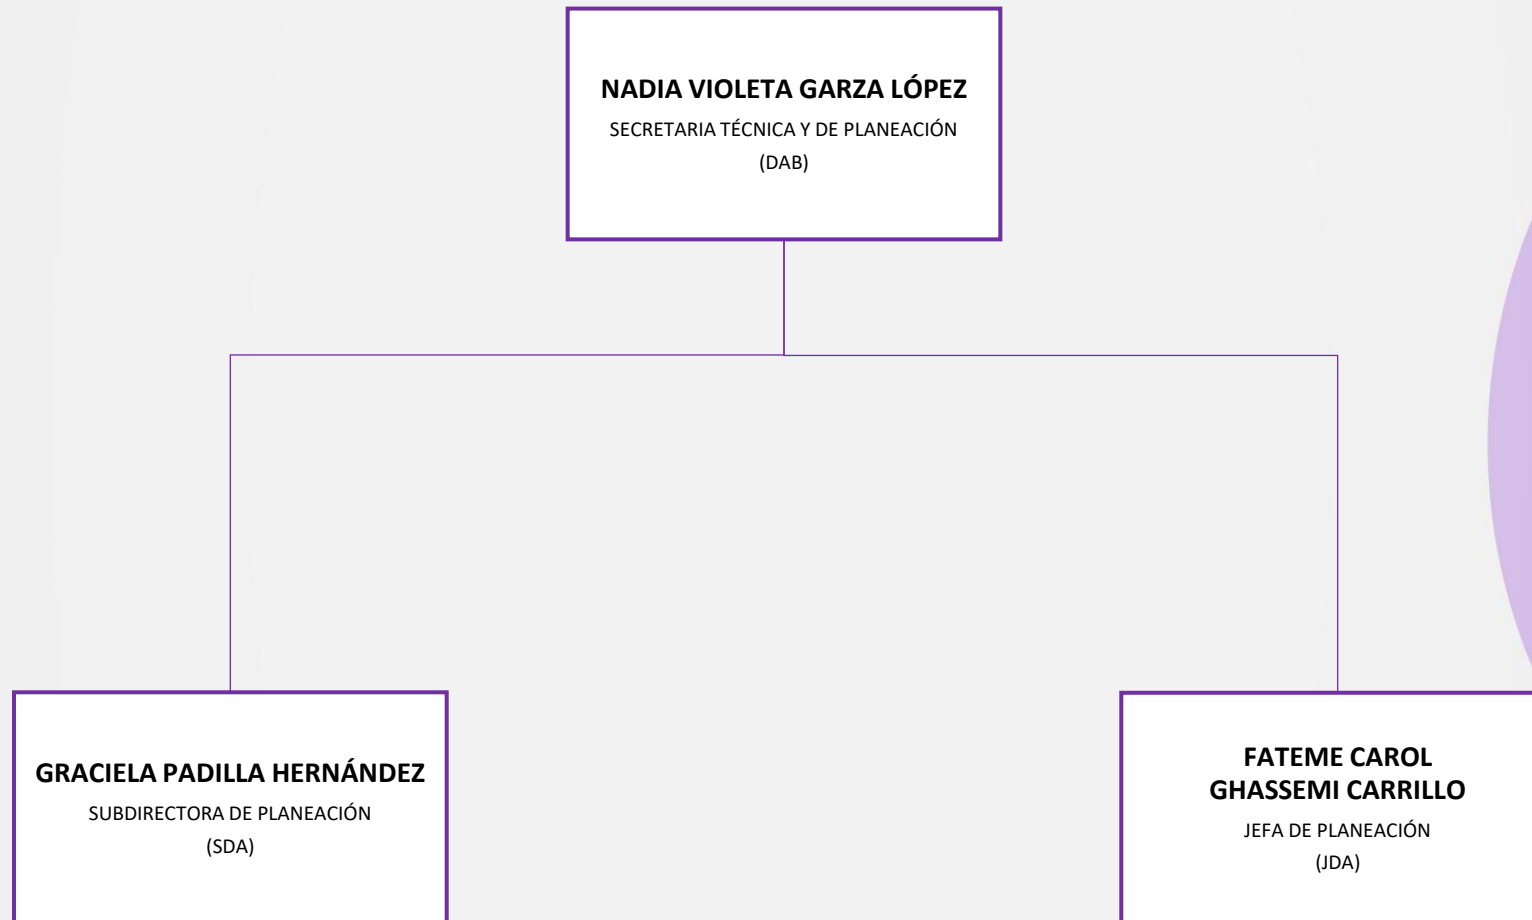 NADIA VIOLETA GARZA LÓPEZ
SECRETARIA TÉCNICA Y DE PLANEACIÓN
(DAB)
GRACIELA PADILLA HERNÁNDEZ
SUBDIRECTORA DE PLANEACIÓN
(SDA)
FATEME CAROL
GHASSEMI CARRILLO
JEFA DE PLANEACIÓN
(JDA)